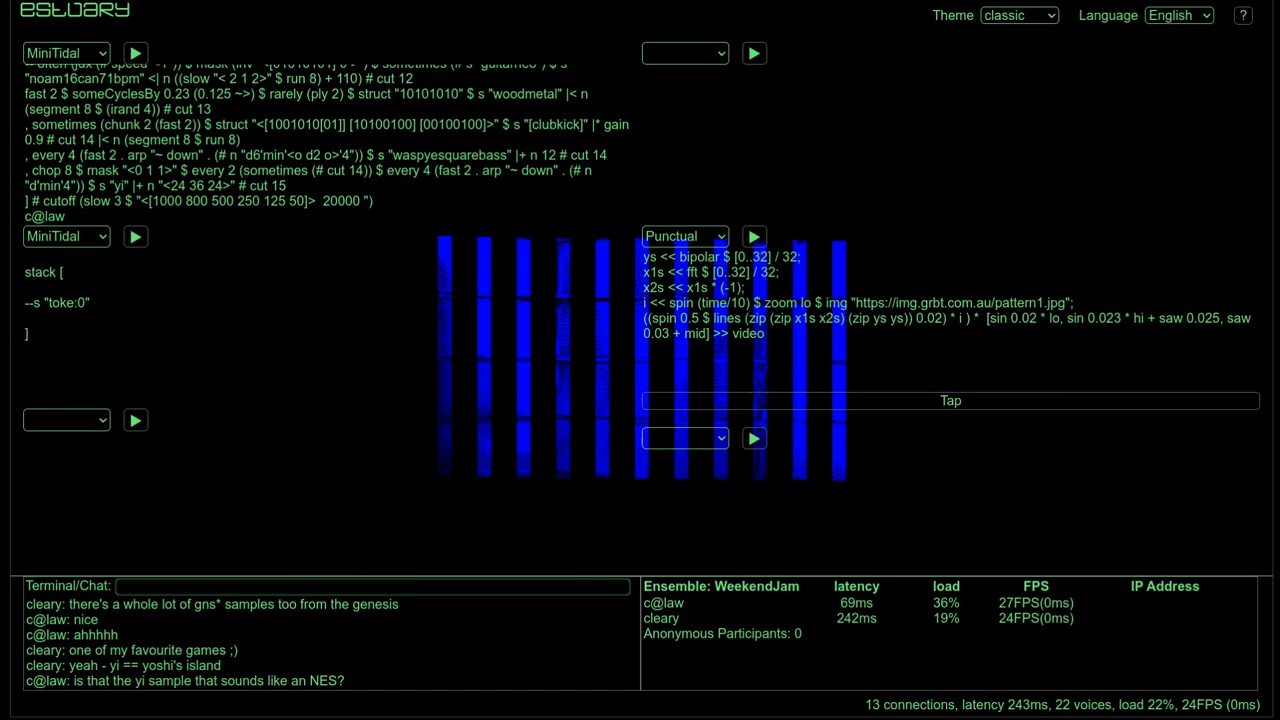 estuary
Theme classic Language English ?
MiniTidal
"noam16can71bpm" <| n ((slow "< 2 1 2>" $ run 8) + 110) # cut 12
fast 2 $ someCyclesBy 0.23 (0.125 ~>) $ rarely (ply 2) $ struct "10101010" $ s "woodmetal" |< n
(segment 8 $ (irand 4)) # cut 13
, sometimes (chunk 2 (fast 2)) $ struct "<[1001010[01]] [10100100] [00100100]>" $ s "[clubkick]" |* gain
0.9 # cut 14 |< n (segment 8 $ run 8)
, every 4 (fast 2 . arp "~ down" . (# n "d6'min'<o d2 o>'4")) $ s "waspyesquarebass" |+ n 12 # cut 14
, chop 8 $ mask "<0 1 1>" $ every 2 (sometimes (# cut 14)) $ every 4 (fast 2 . arp "~ down" . (# n
"d'min'4")) $ s "yi" |+ n "<24 36 24>" # cut 15
] # cutoff (slow 3 $ "<[1000 800 500 250 125 50]>  20000 ")
c@law
MiniTidal
stack [
--s "toke:0"
]
Punctual
ys << bipolar $ [0..32] / 32;
x1s << fft $ [0..32] / 32;
x2s << x1s * (-1);
i << spin (time/10) $ zoom lo $ img "https://img.grbt.com.au/pattern1.jpg";
((spin 0.5 $ lines (zip (zip x1s x2s) (zip ys ys)) 0.02) * i ) *  [sin 0.02 * lo, sin 0.023 * hi + saw 0.025, saw
0.03 + mid] >> video
Tap
Terminal/Chat:
cleary: there's a whole lot of gns* samples too from the genesis
c@law: nice
c@law: ahhhhh
cleary: one of my favourite games ;)
cleary: yeah - yi == yoshi's island
c@law: is that the yi sample that sounds like an NES?
Ensemble: WeekendJam latency load FPS IP Address
c@law 69ms 36% 27FPS(0ms)
cleary 242ms 19% 24FPS(0ms)
Anonymous Participants: 0
13 connections, latency 243ms, 22 voices, load 22%, 24FPS (0ms)